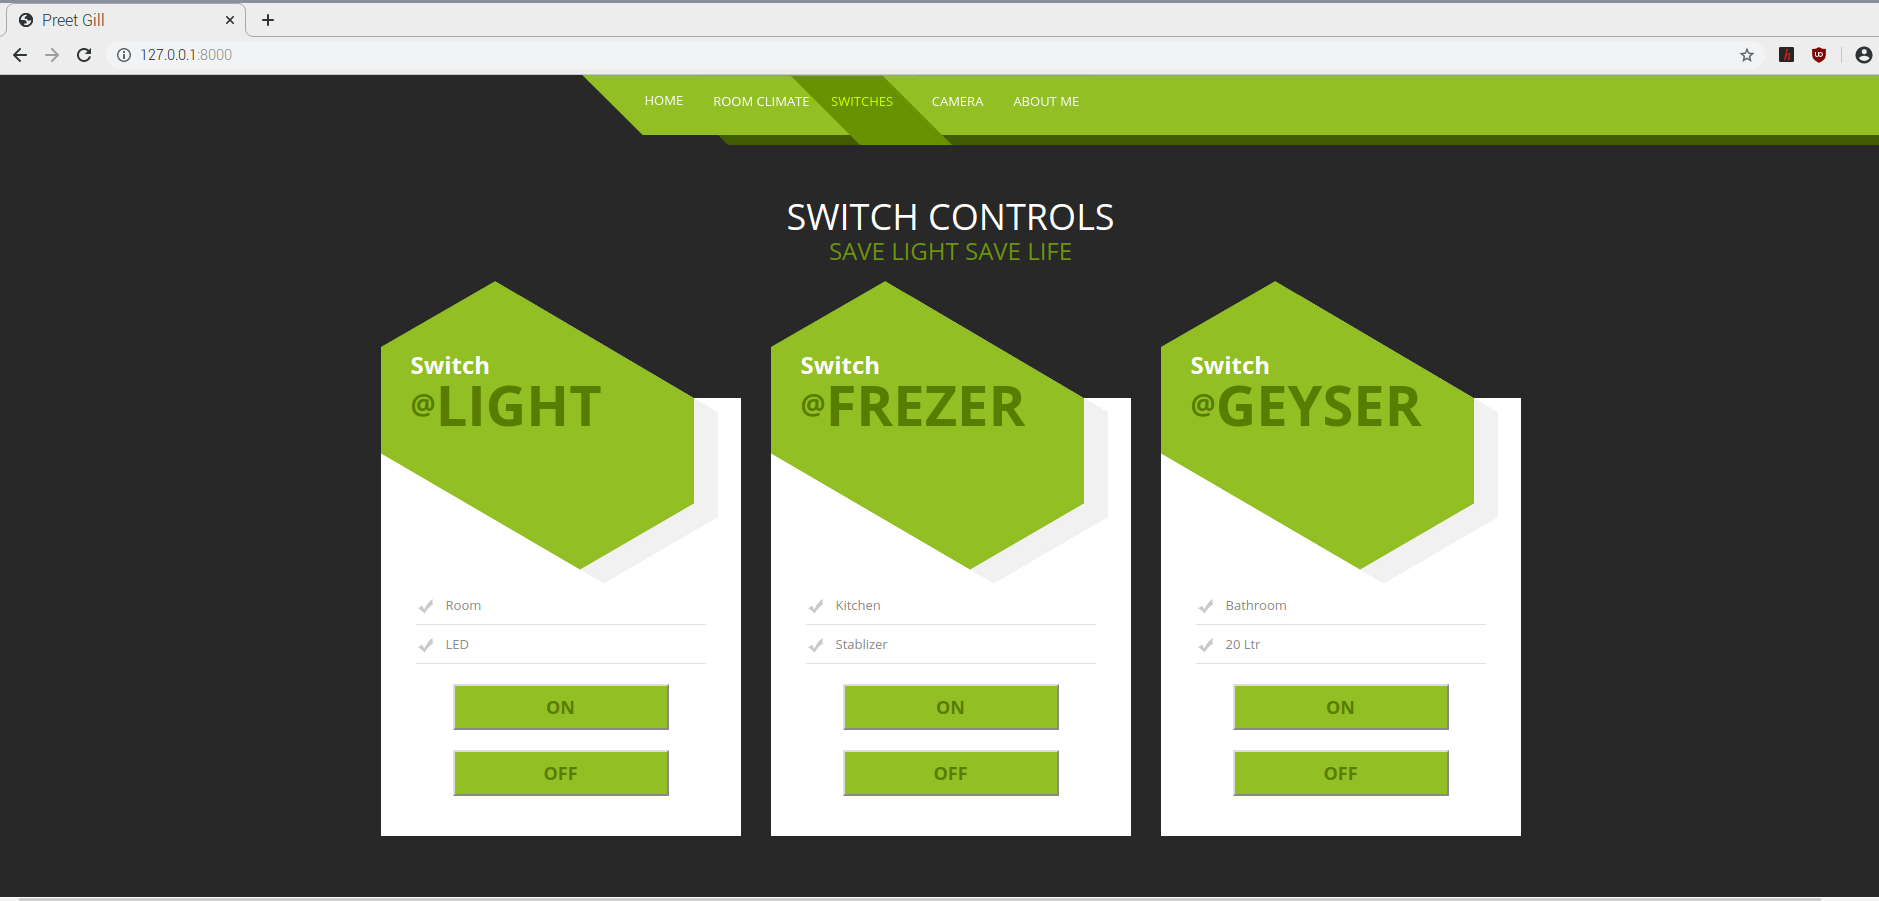 Preet Gill
127.0.0.1:8000
HOME ROOM CLIMATE SWITCHES CAMERA ABOUT ME
SWITCH CONTROLS
SAVE LIGHT SAVE LIFE
Switch
@LIGHT
Room
LED
ON
OFF
Switch
@FREZER
Kitchen
Stablizer
ON
OFF
Switch
@GEYSER
Bathroom
20 Ltr
ON
OFF